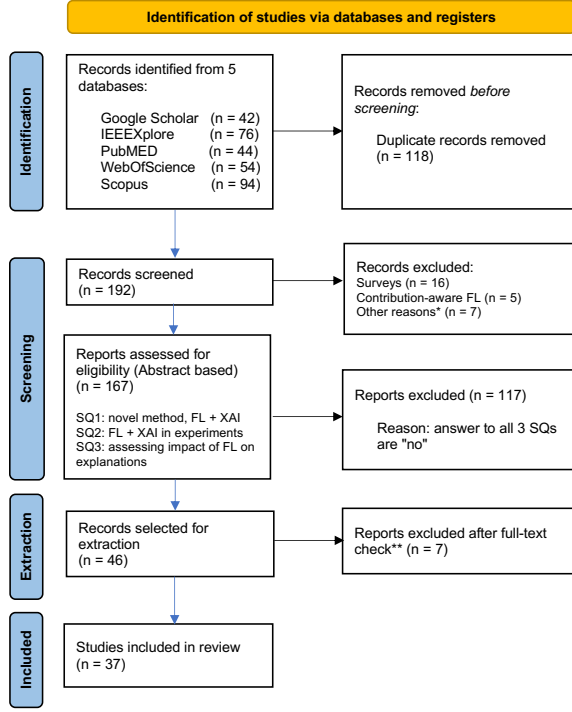 Identification of studies via databases and registers
Identification
Records identified from 5
databases:
Google Scholar (n = 42)
IEEEXplore (n = 76)
PubMED (n = 44)
WebOfScience (n = 54)
Scopus (n = 94)
Records removed before
screening:
Duplicate records removed
(n = 118)
Screening
Records screened
(n = 192)
Records excluded:
Surveys (n = 16)
Contribution-aware FL (n = 5)
Other reasons* (n = 7)
Reports assessed for
eligibility (Abstract based)
(n = 167)
SQ1: novel method, FL + XAI
SQ2: FL + XAI in experiments
SQ3: assessing impact of FL on
explanations
Reports excluded (n = 117)
Reason: answer to all 3 SQs
are "no"
Extraction
Records selected for
extraction
(n = 46)
Reports excluded after full-text
check** (n = 7)
Included
Studies included in review
(n = 37)